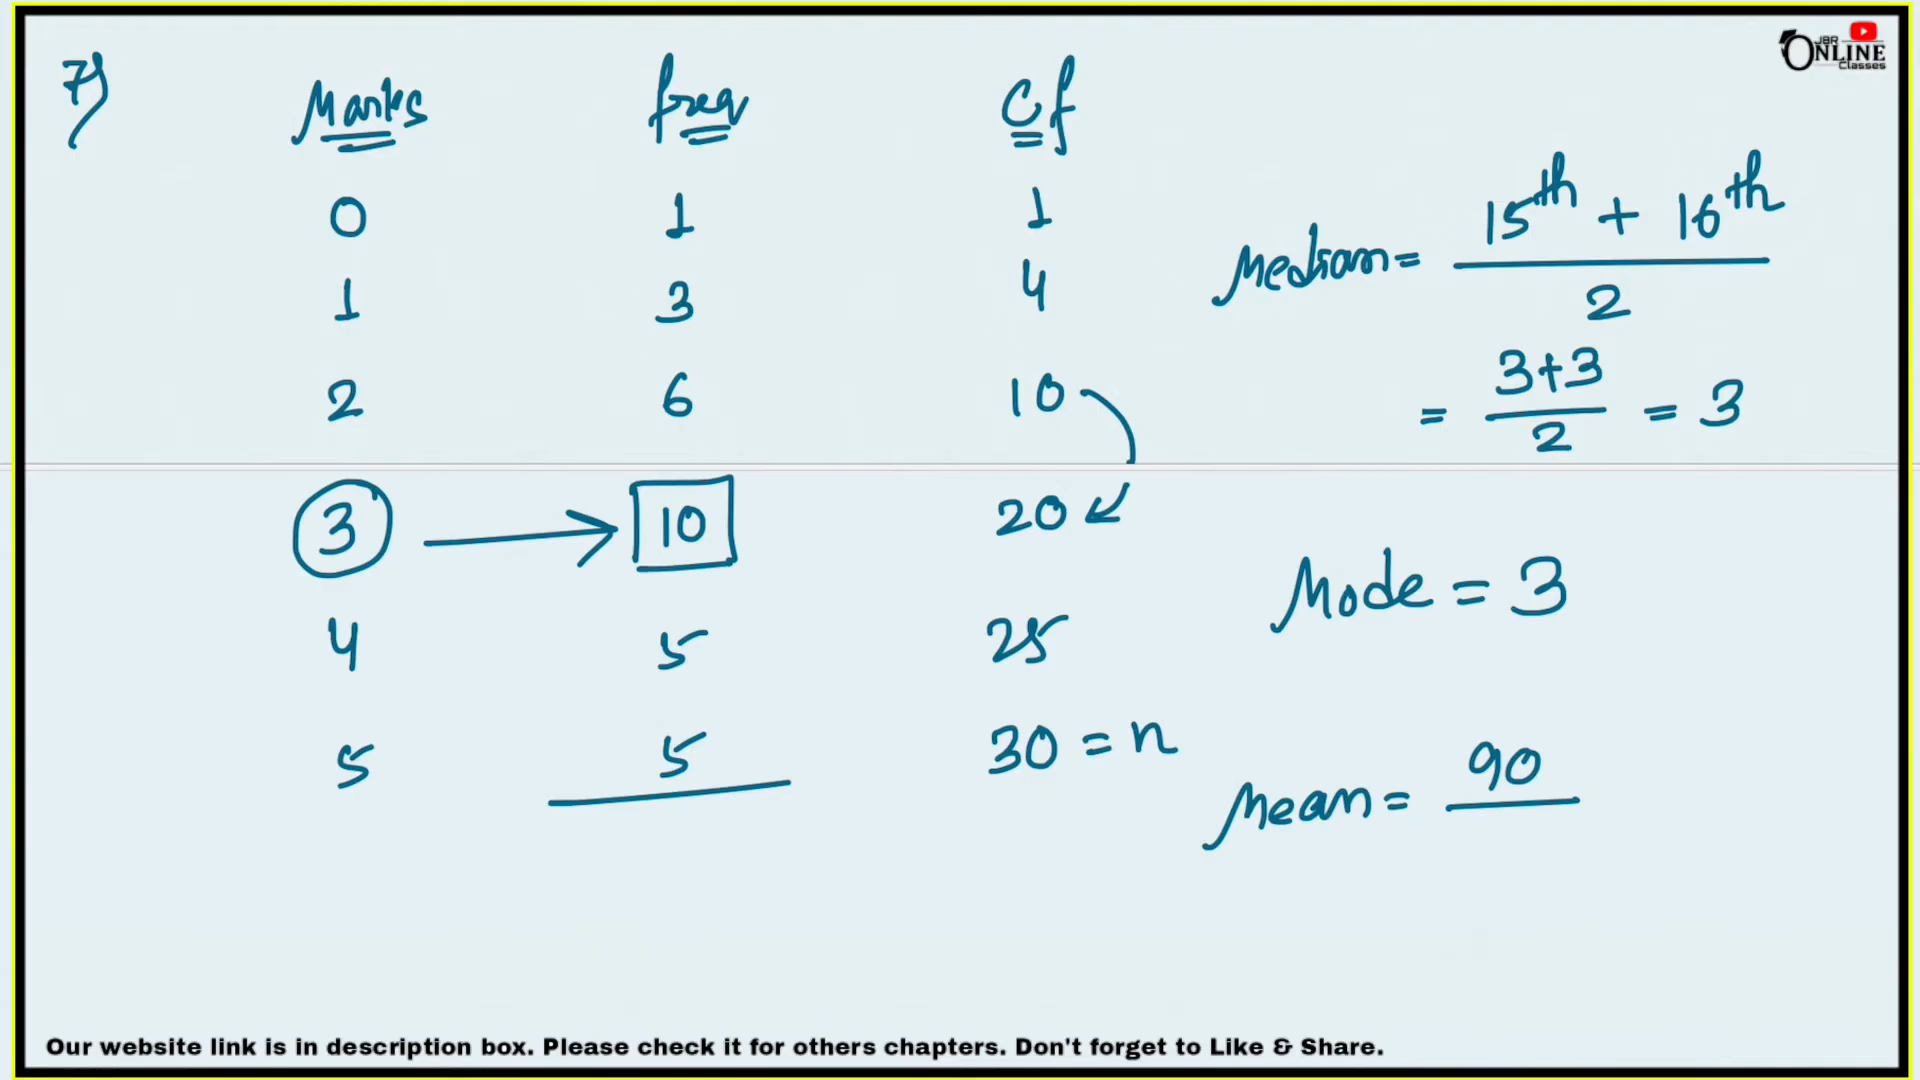 7)
Marks freq Cf
0 1 1
1 3 4
2 6 10
3 → 10 20
4 5 25
5 5 30 = n
Median = 15th + 16th / 2
= 3+3 / 2 = 3
Mode = 3
Mean = 90
JBR
ONLINE
Classes
Our website link is in description box. Please check it for others chapters. Don't forget to Like & Share.